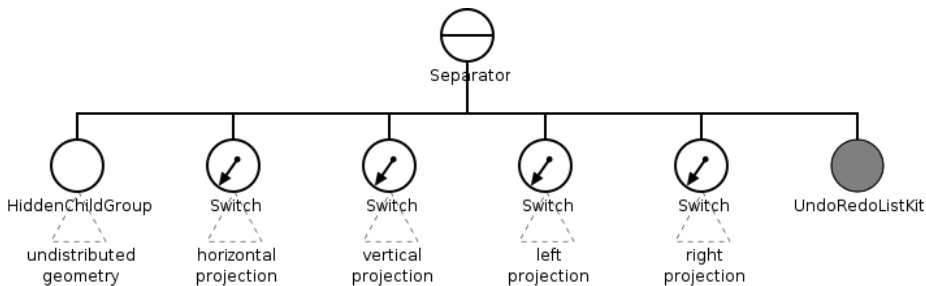 Separator
HiddenChildGroup Switch Switch Switch Switch UndoRedoListKit
undistributed horizontal vertical left right
geometry projection projection projection projection